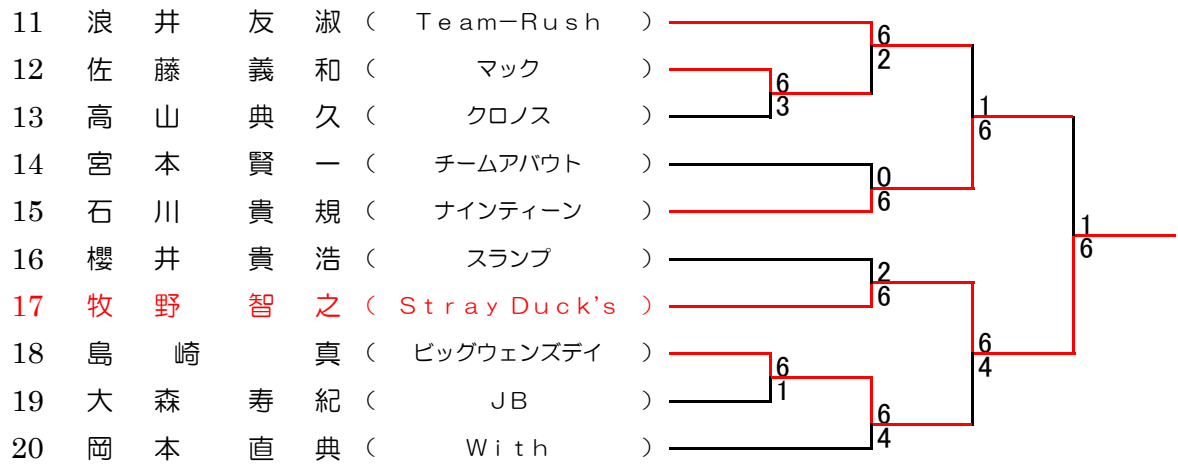 11 浪井 友淑 ( Team-Rush )
6
12 佐藤 義和 ( マック )
2
6
13 高山 典久 ( クロノス )
3
1
6
14 宮本 賢一 ( チームアバウト )
0
15 石川 貴規 ( ナインティーン )
6
1
6
16 櫻井 貴浩 ( スランプ )
2
17 牧野 智之 ( Stray Duck's )
6
18 島崎 真 ( ビッグウェンズデイ )
6
4
6
19 大森 寿紀 ( JB )
1
6
20 岡本 直典 ( With )
4